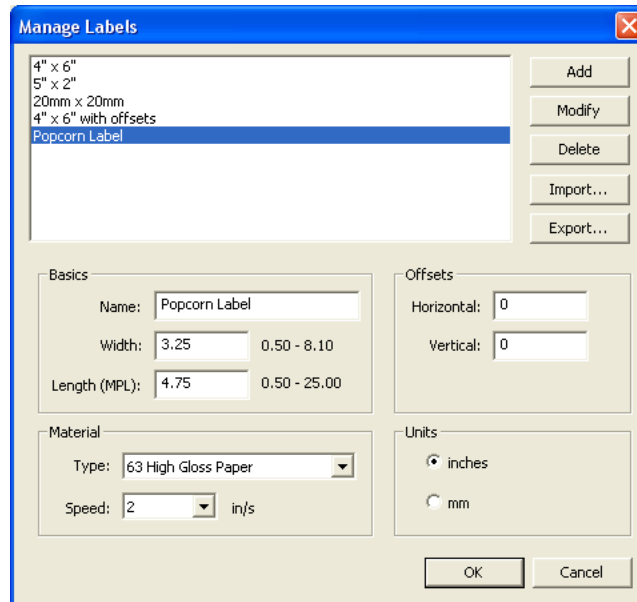 Manage Labels
4" x 6"
5" x 2"
20mm x 20mm
4" x 6" with offsets
Popcorn Label
Add
Modify
Delete
Import...
Export...
Basics
Name: Popcorn Label
Width: 3.25 0.50 - 8.10
Length (MPL): 4.75 0.50 - 25.00
Offsets
Horizontal: 0
Vertical: 0
Material
Type: 63 High Gloss Paper
Speed: 2 in/s
Units
inches
mm
OK Cancel